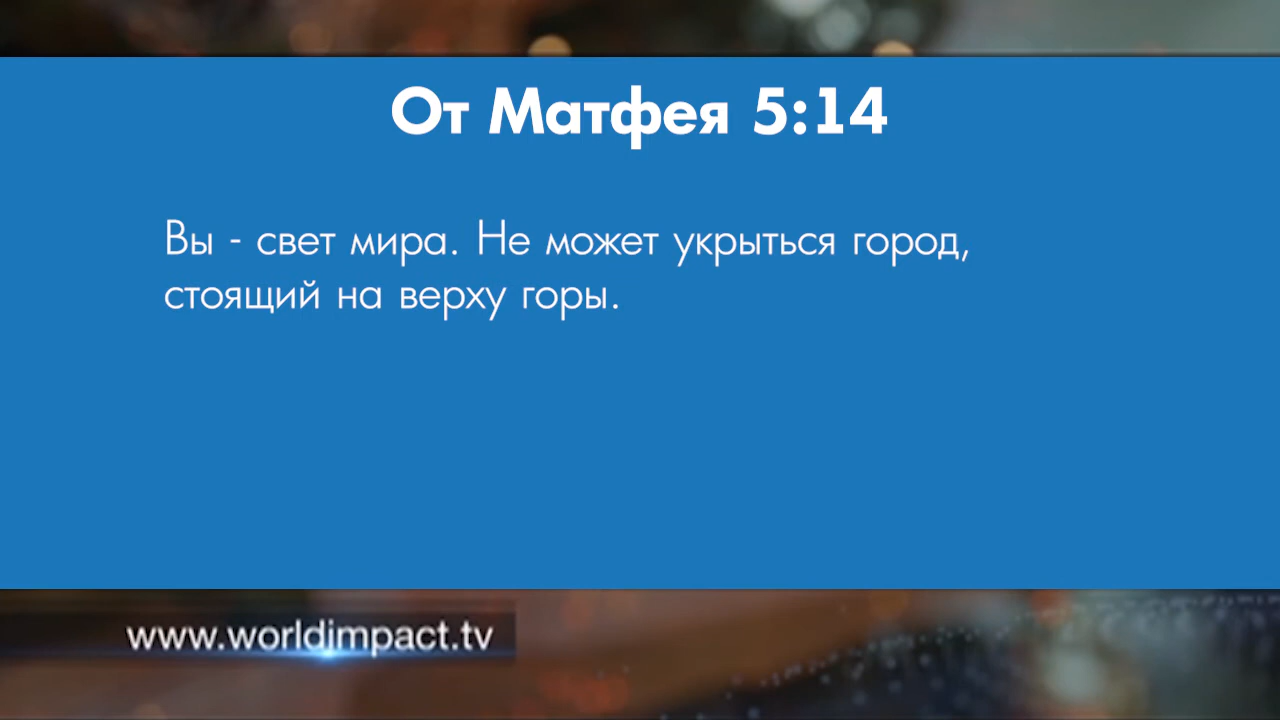 От Матфея 5:14
Вы - свет мира. Не может укрыться город,
стоящий на верху горы.
www.worldimpact.tv